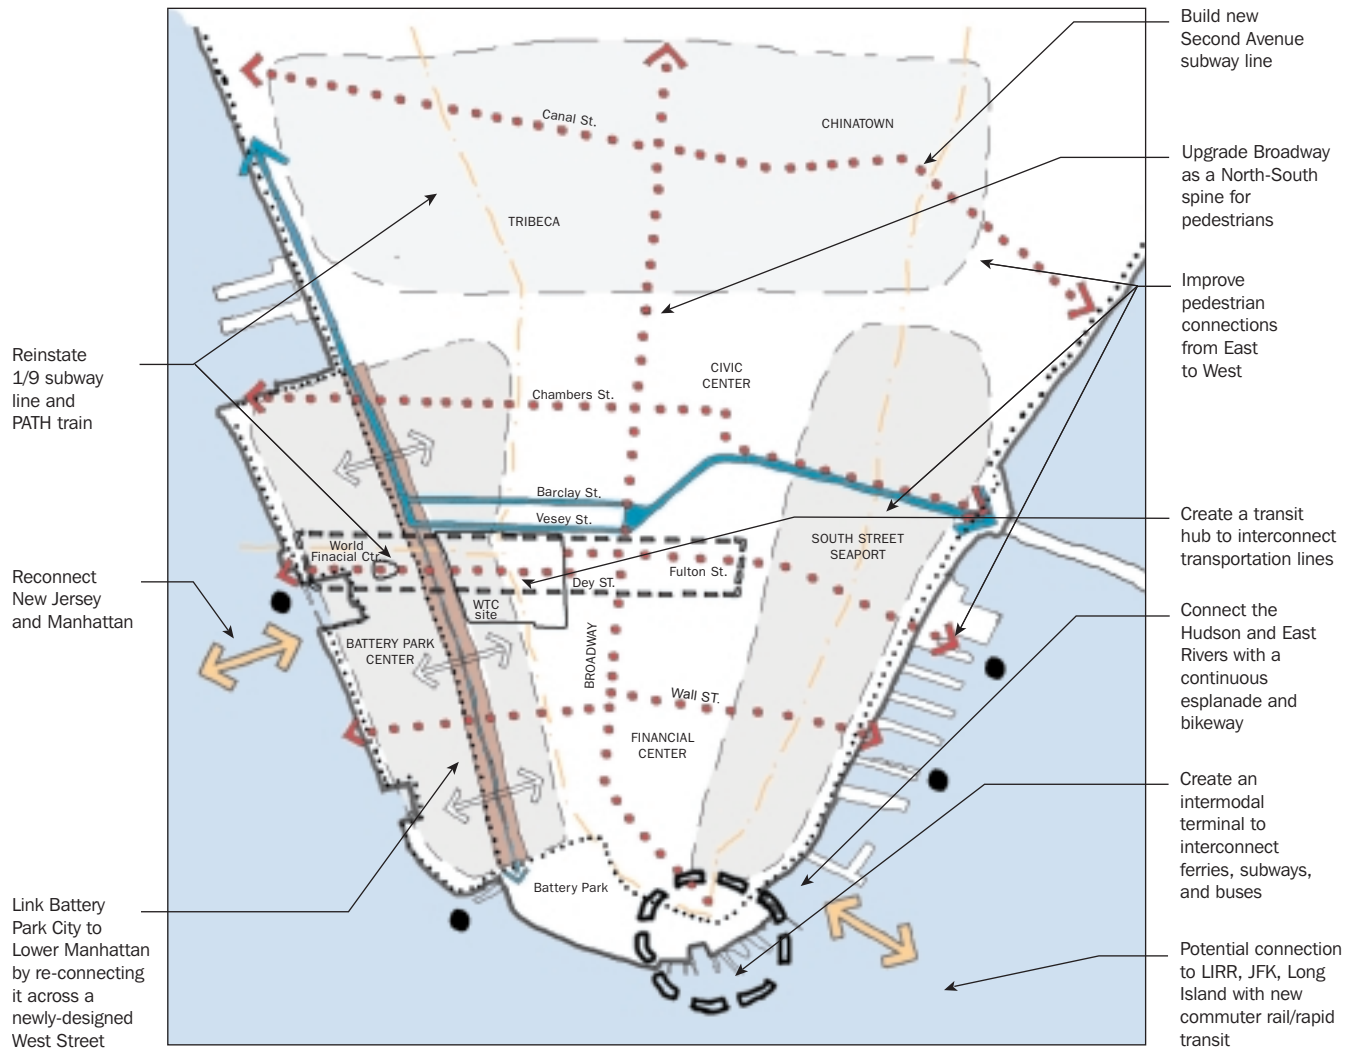 Build new
Second Avenue
subway line
Upgrade Broadway
as a North-South
spine for
pedestrians
Improve
pedestrian
connections
from East
to West
Create a transit
hub to interconnect
transportation lines
Connect the
Hudson and East
Rivers with a
continuous
esplanade and
bikeway
Create an
intermodal
terminal to
interconnect
ferries, subways,
and buses
Potential connection
to LIRR, JFK, Long
Island with new
commuter rail/rapid
transit
Reinstate
1/9 subway
line and
PATH train
Reconnect
New Jersey
and Manhattan
Link Battery
Park City to
Lower Manhattan
by re-connecting
it across a
newly-designed
West Street
Canal St.
CHINATOWN
TRIBECA
CIVIC
CENTER
Chambers St.
Barclay St.
Vesey St.
World
Finacial Ctr.
SOUTH STREET
SEAPORT
Fulton St.
Dey ST.
WTC
site
BATTERY PARK
CENTER
BROADWAY
Wall ST.
FINANCIAL
CENTER
Battery Park